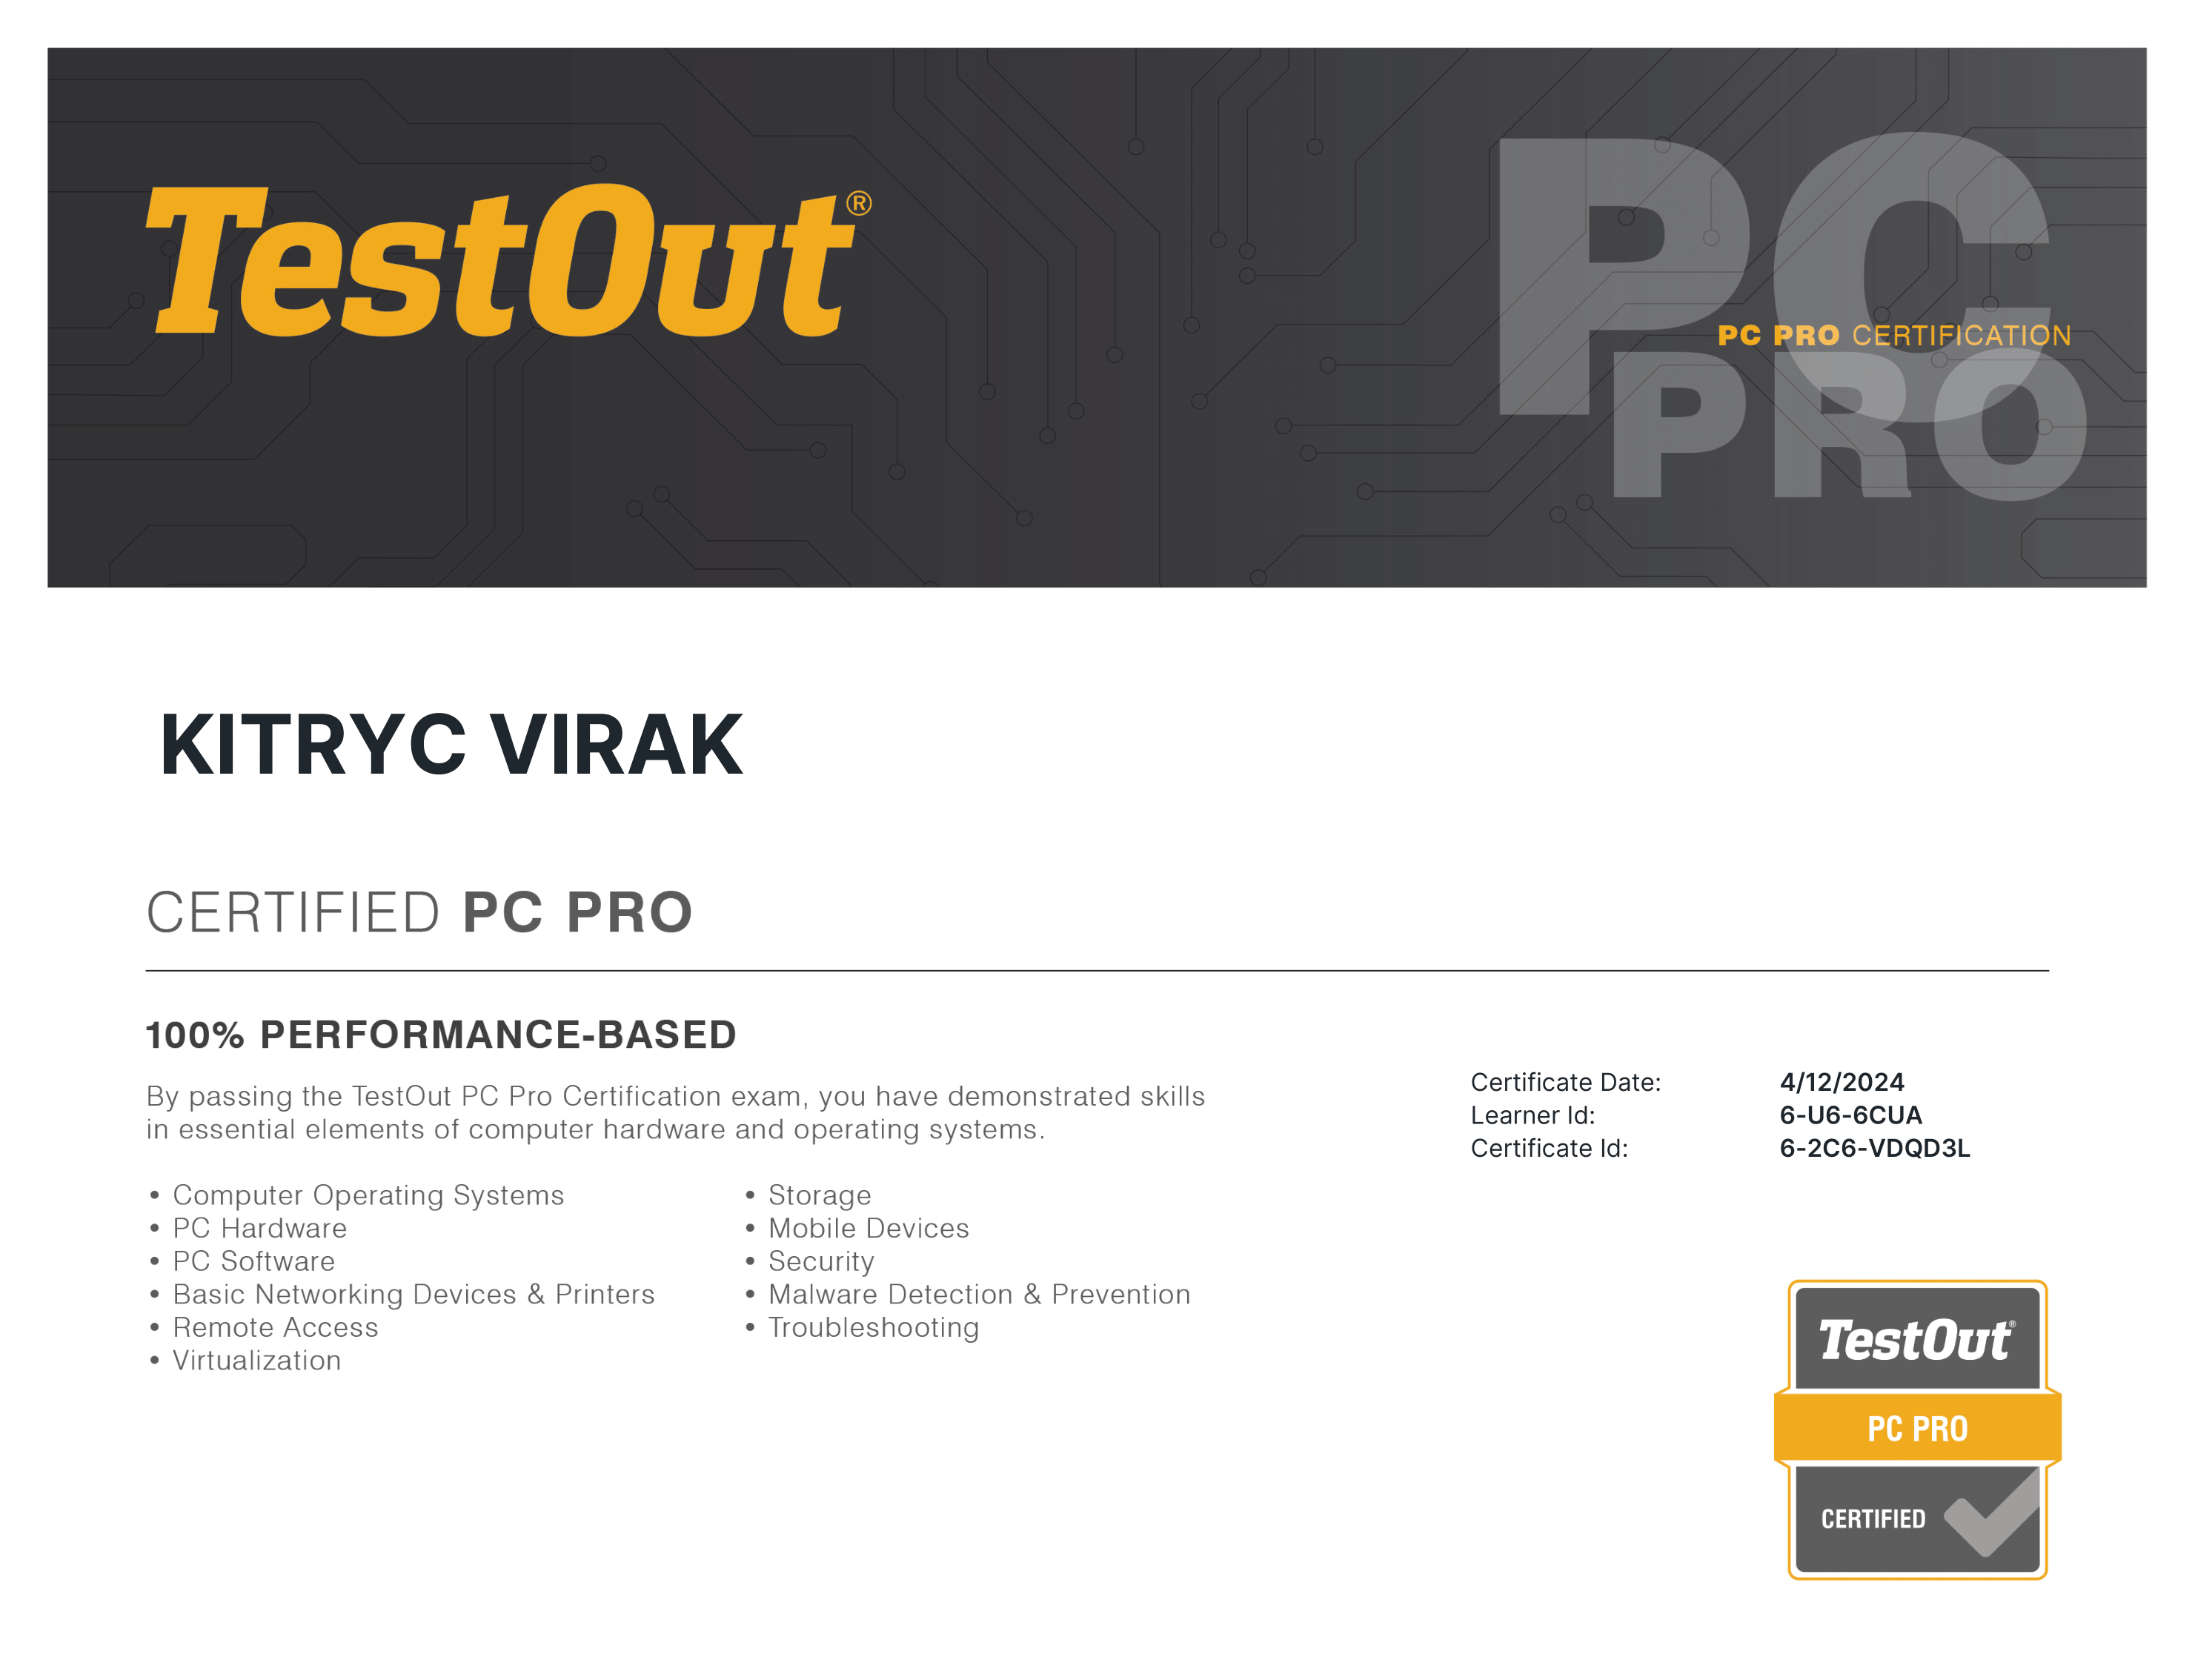 TestOut®
PC
PC PRO CERTIFICATION
PRO
KITRYC VIRAK
CERTIFIED PC PRO
100% PERFORMANCE-BASED
By passing the TestOut PC Pro Certification exam, you have demonstrated skills
in essential elements of computer hardware and operating systems.
• Computer Operating Systems
• PC Hardware
• PC Software
• Basic Networking Devices & Printers
• Remote Access
• Virtualization
• Storage
• Mobile Devices
• Security
• Malware Detection & Prevention
• Troubleshooting
Certificate Date: 4/12/2024
Learner Id: 6-U6-6CUA
Certificate Id: 6-2C6-VDQD3L
TestOut®
PC PRO
CERTIFIED